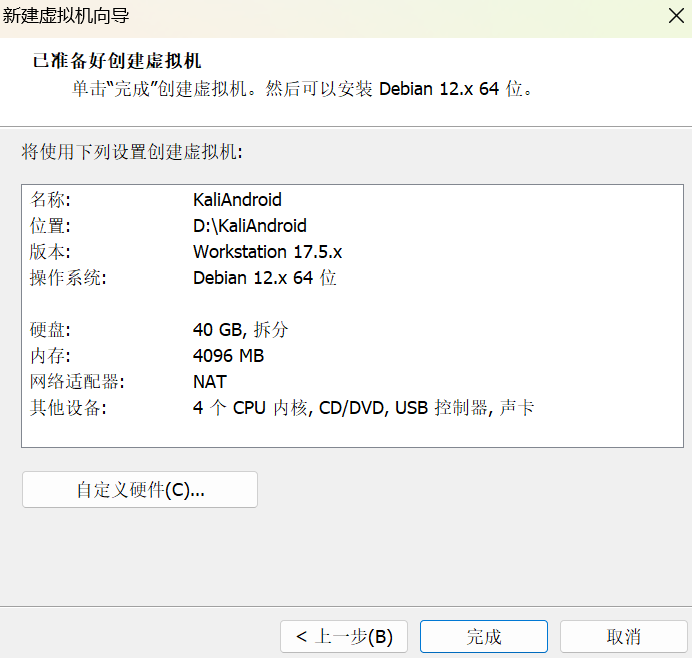 新建虚拟机向导
已准备好创建虚拟机
单击“完成”创建虚拟机。然后可以安装 Debian 12.x 64 位。
将使用下列设置创建虚拟机:
名称: KaliAndroid
位置: D:\KaliAndroid
版本: Workstation 17.5.x
操作系统: Debian 12.x 64 位
硬盘: 40 GB, 拆分
内存: 4096 MB
网络适配器: NAT
其他设备: 4 个 CPU 内核, CD/DVD, USB 控制器, 声卡
自定义硬件(C)...
< 上一步(B) 完成 取消